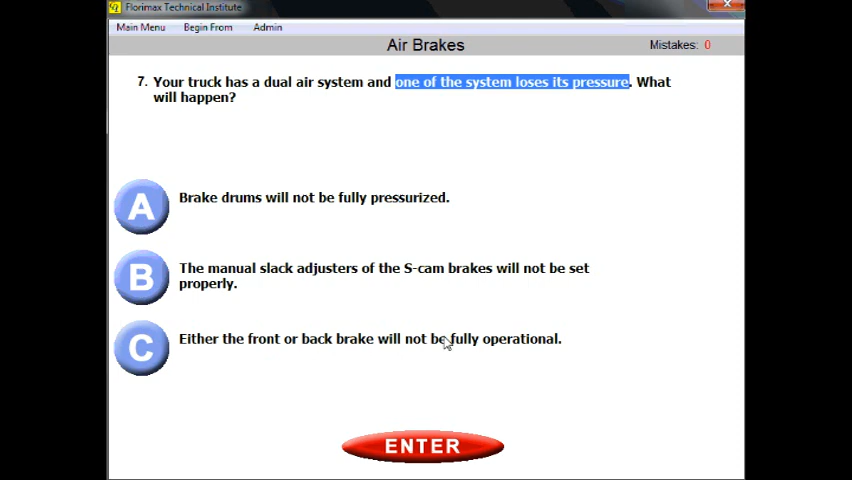 Florimax Technical Institute
Main Menu Begin From Admin
Air Brakes Mistakes: 0
7. Your truck has a dual air system and one of the system loses its pressure. What
will happen?
A Brake drums will not be fully pressurized.
B The manual slack adjusters of the S-cam brakes will not be set
properly.
C Either the front or back brake will not be fully operational.
ENTER